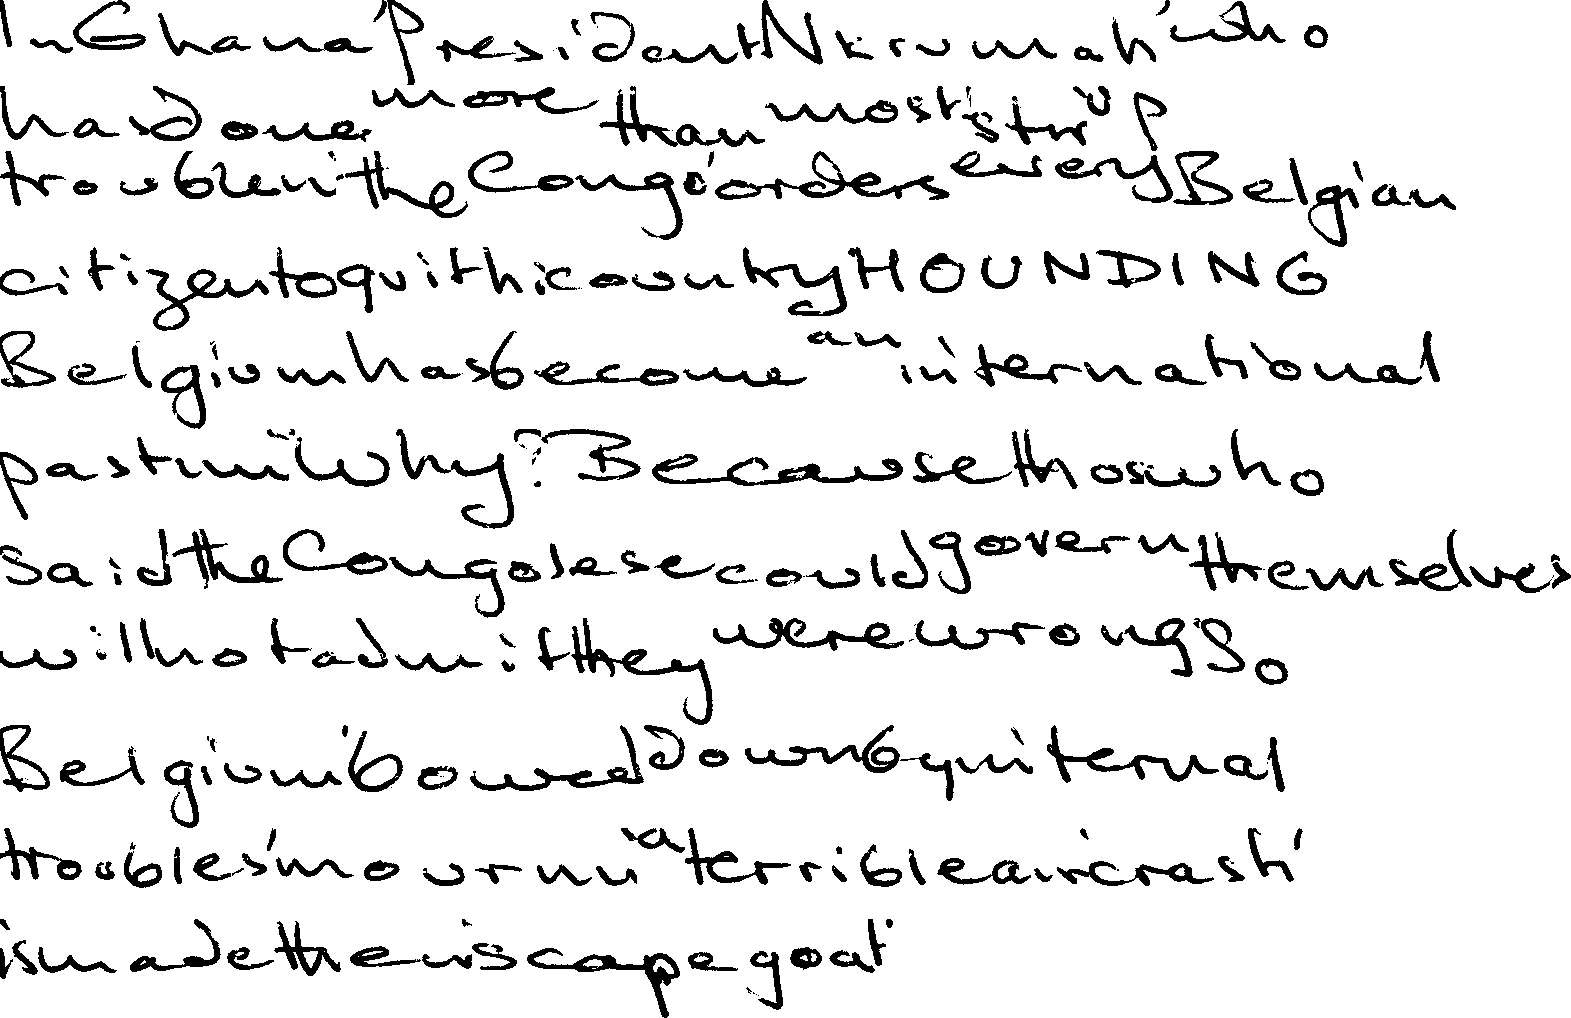 In Ghana President Nkrumah, who
has done more than most to stir up
trouble in the Congo, orders every Belgian
citizen to quit his country. HOUNDING
Belgium has become an international
pastime. Why? Because those who
said the Congolese could govern themselves
will not admit they were wrong. So
Belgium, bowed down by internal
troubles, mourning a terrible air crash,
is made their scapegoat.